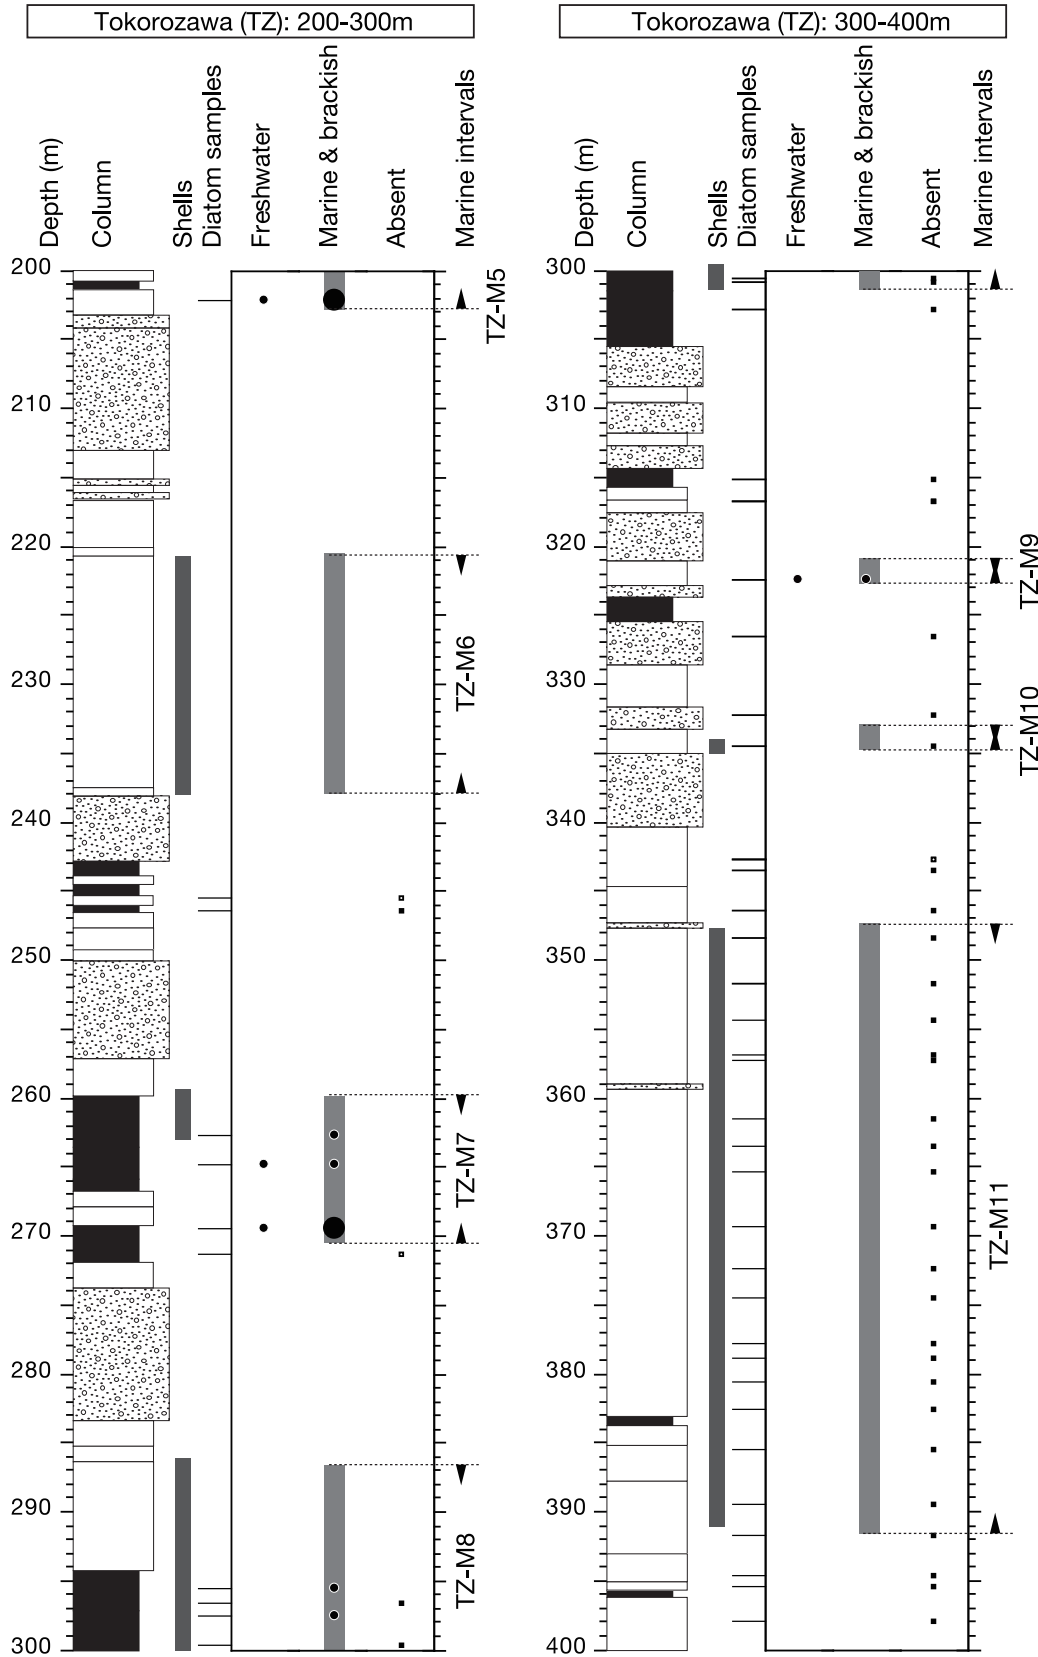 Tokorozawa (TZ): 200-300m
Depth (m)
Column
Shells
Diatom samples
Freshwater
Marine & brackish
Absent
Marine intervals
200
210
220
230
240
250
260
270
280
290
300
TZ-M5
TZ-M6
TZ-M7
TZ-M8
Tokorozawa (TZ): 300-400m
Depth (m)
Column
Shells
Diatom samples
Freshwater
Marine & brackish
Absent
Marine intervals
300
310
320
330
340
350
360
370
380
390
400
TZ-M9
TZ-M10
TZ-M11